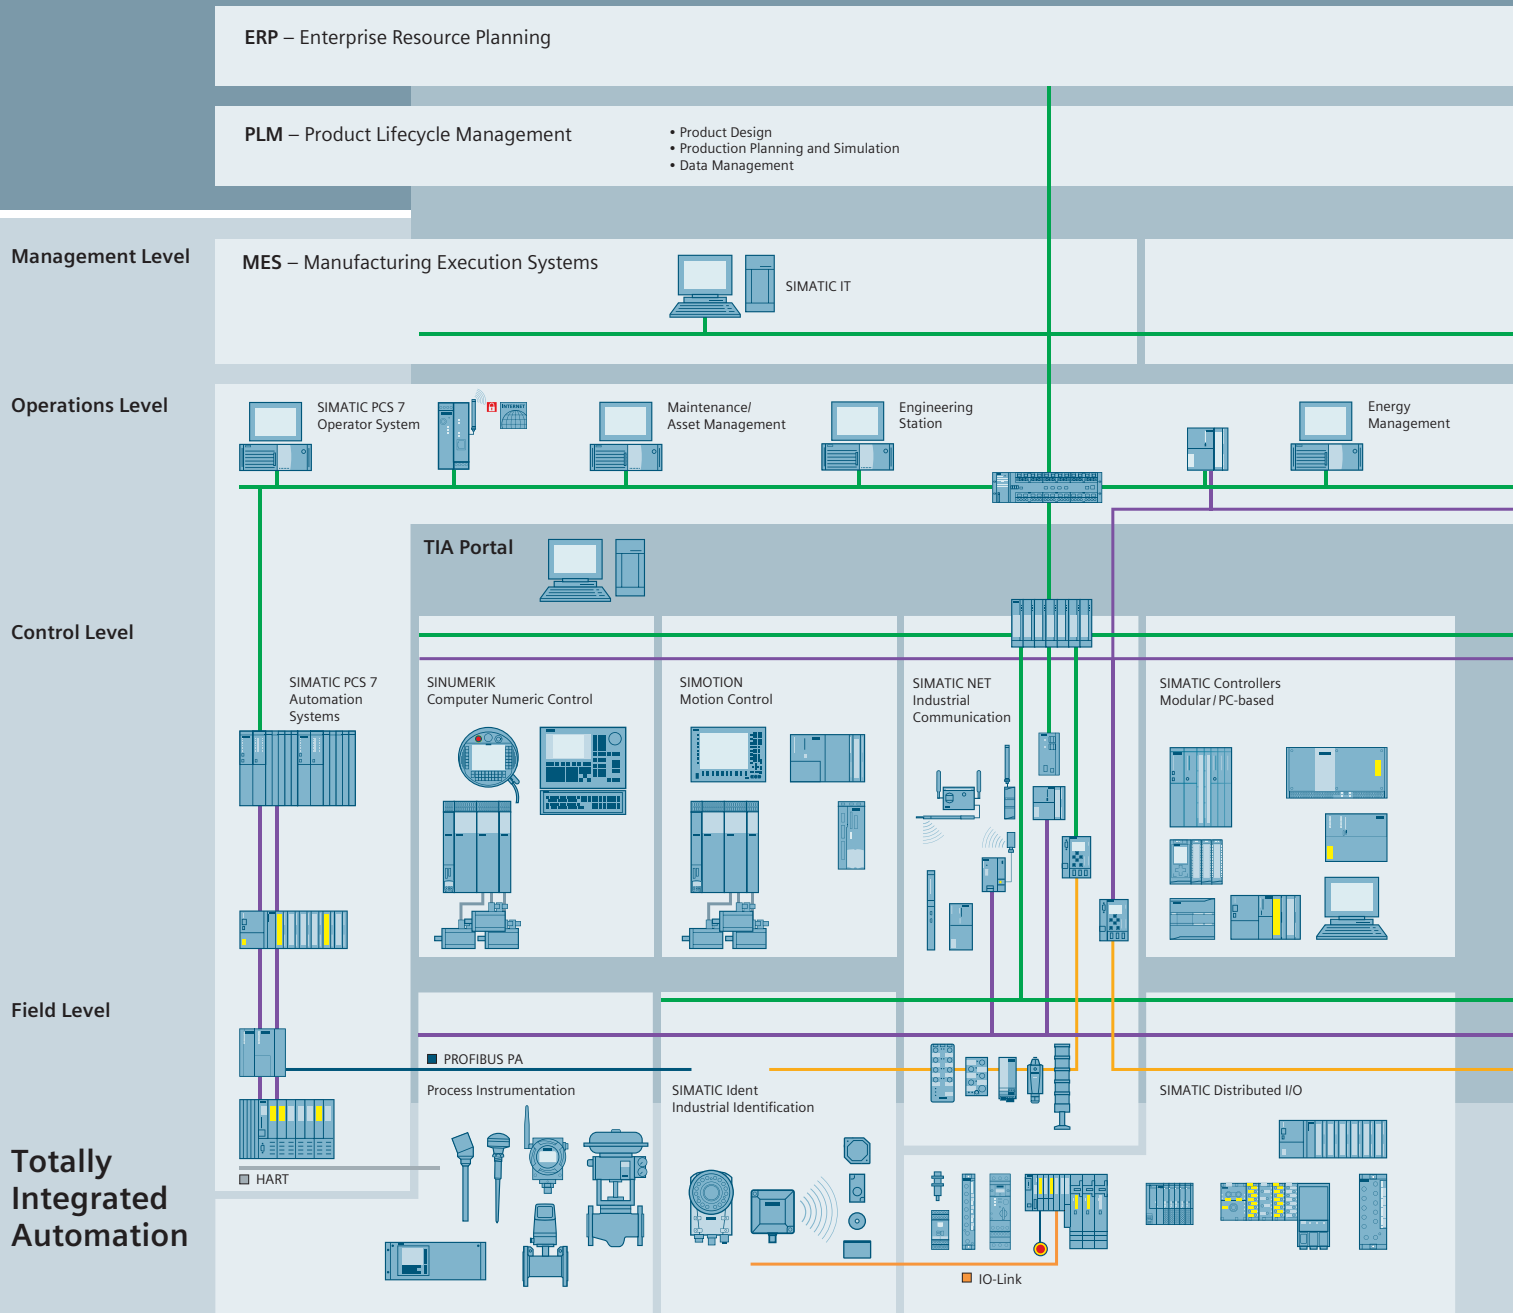 ERP – Enterprise Resource Planning
PLM – Product Lifecycle Management
• Product Design
• Production Planning and Simulation
• Data Management
Management Level
MES – Manufacturing Execution Systems
SIMATIC IT
Operations Level
SIMATIC PCS 7
Operator System
INTERNET
Maintenance/
Asset Management
Engineering
Station
Energy
Management
TIA Portal
Control Level
SIMATIC PCS 7
Automation
Systems
SINUMERIK
Computer Numeric Control
SIMOTION
Motion Control
SIMATIC NET
Industrial
Communication
SIMATIC Controllers
Modular/PC-based
Field Level
PROFIBUS PA
Process Instrumentation
SIMATIC Ident
Industrial Identification
SIMATIC Distributed I/O
HART
IO-Link
Totally
Integrated
Automation